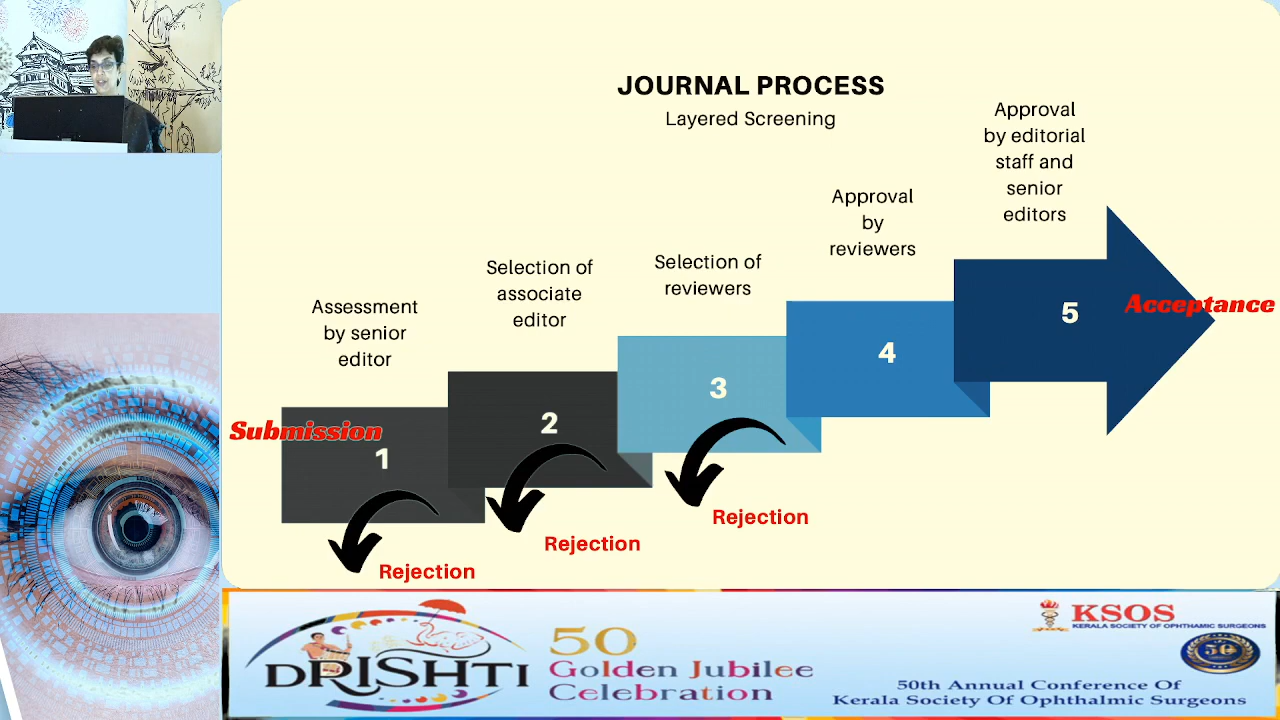 JOURNAL PROCESS
Layered Screening
Assessment
by senior
editor
Selection of
associate
editor
Selection of
reviewers
Approval
by
reviewers
Approval
by editorial
staff and
senior
editors
Submission
1
2
3
4
5
Acceptance
Rejection
Rejection
Rejection
DRISHTI
50
Golden Jubilee
Celebration
KSOS
KERALA SOCIETY OF OPHTHAMIC SURGEONS
50
50th Annual Conference Of
Kerala Society Of Ophthalmic Surgeons